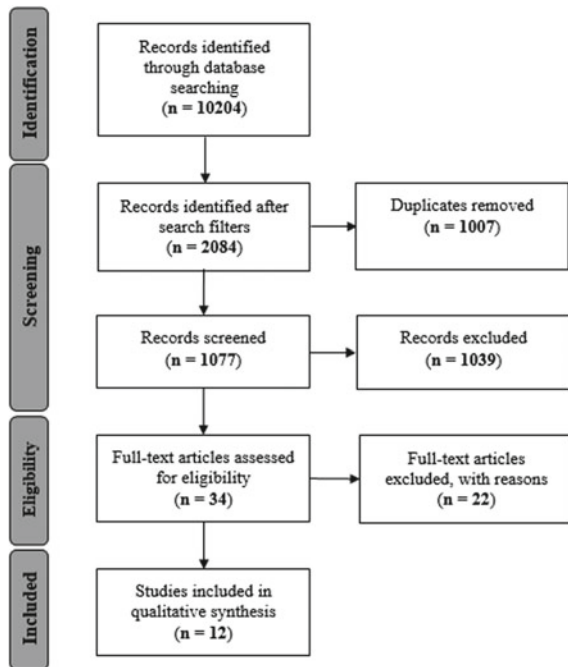 Identification
Records identified
through database
searching
(n = 10204)
Screening
Records identified after
search filters
(n = 2084)
Duplicates removed
(n = 1007)
Records screened
(n = 1077)
Records excluded
(n = 1039)
Eligibility
Full-text articles assessed
for eligibility
(n = 34)
Full-text articles
excluded, with reasons
(n = 22)
Included
Studies included in
qualitative synthesis
(n = 12)